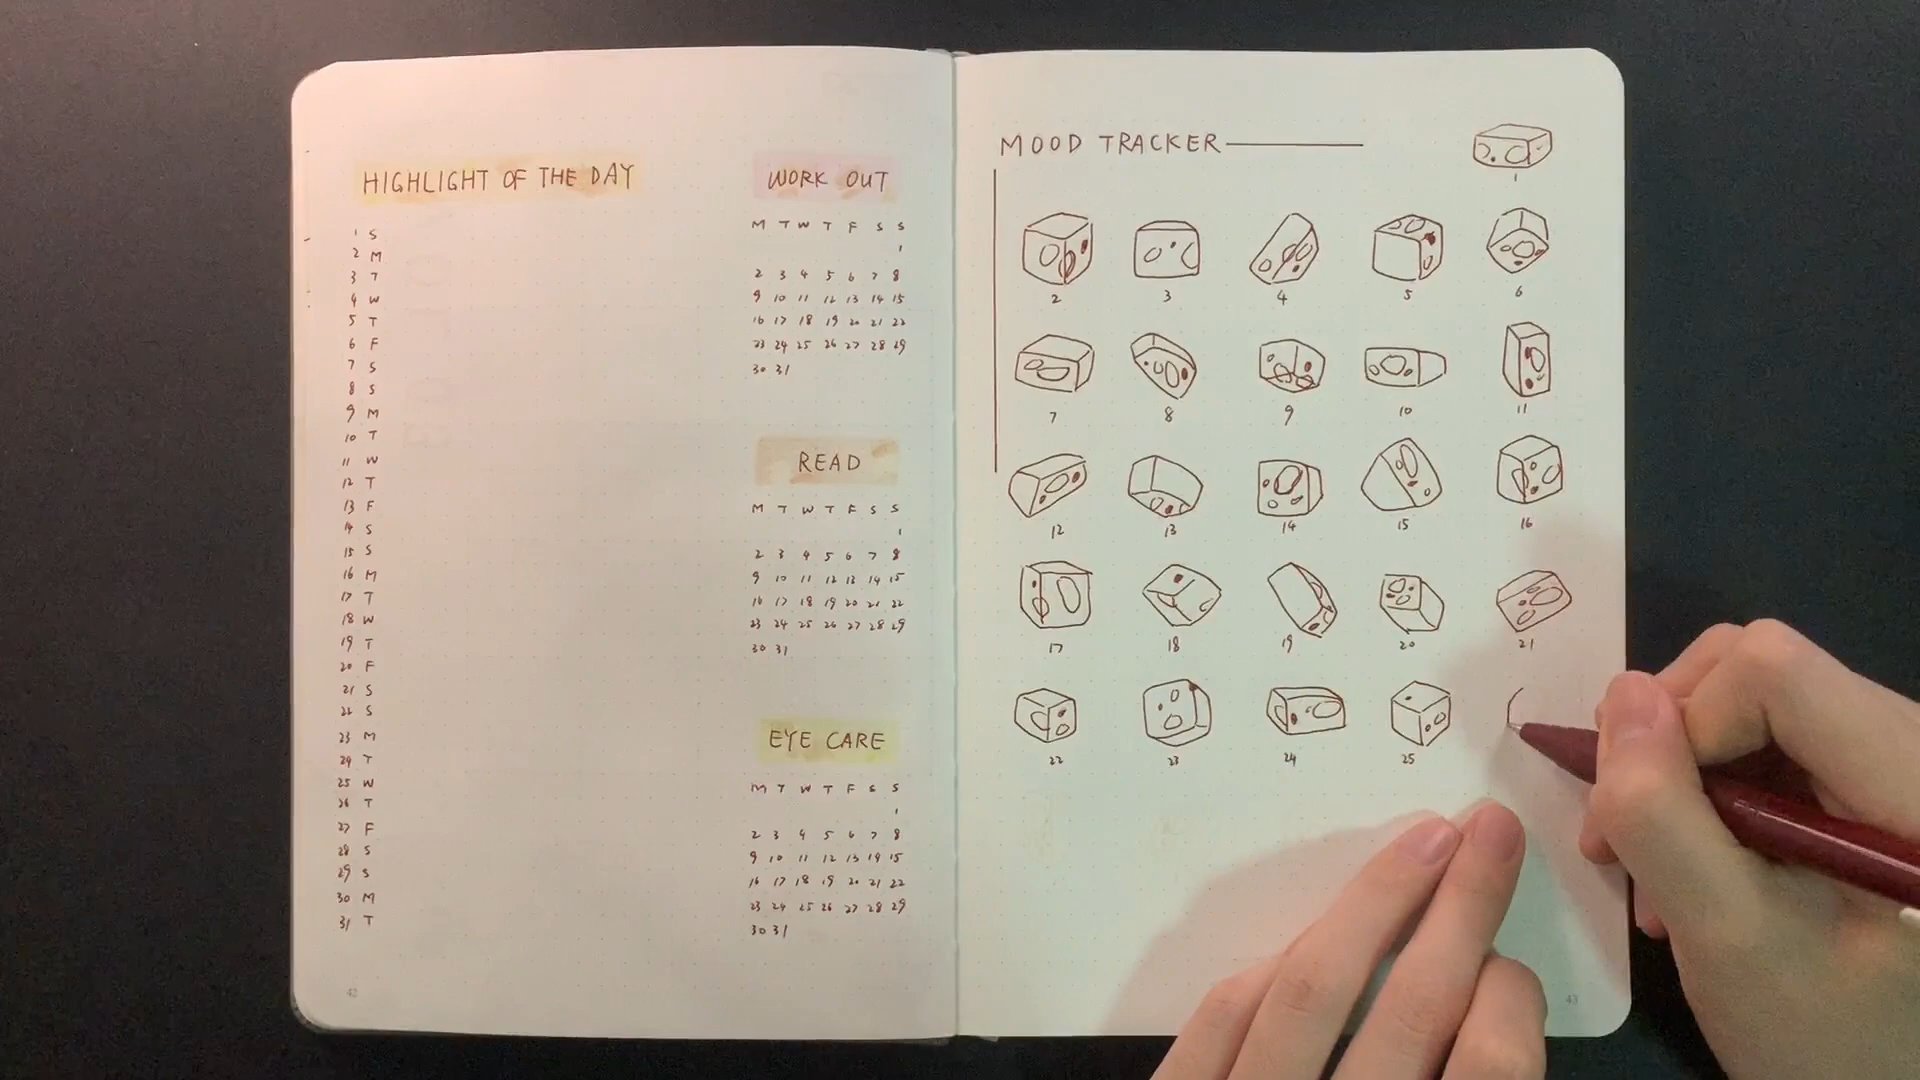 HIGHLIGHT OF THE DAY
1 S
2 M
3 T
4 W
5 T
6 F
7 S
8 S
9 M
10 T
11 W
12 T
13 F
14 S
15 S
16 M
17 T
18 W
19 T
20 F
21 S
22 S
23 M
24 T
25 W
26 T
27 F
28 S
29 S
30 M
31 T
42
WORK OUT
M T W T F S S
1
2 3 4 5 6 7 8
9 10 11 12 13 14 15
16 17 18 19 20 21 22
23 24 25 26 27 28 29
30 31
READ
M T W T F S S
1
2 3 4 5 6 7 8
9 10 11 12 13 14 15
16 17 18 19 20 21 22
23 24 25 26 27 28 29
30 31
EYE CARE
M T W T F S S
1
2 3 4 5 6 7 8
9 10 11 12 13 14 15
16 17 18 19 20 21 22
23 24 25 26 27 28 29
30 31
MOOD TRACKER
1
2 3 4 5 6
7 8 9 10 11
12 13 14 15 16
17 18 19 20 21
22 23 24 25
43